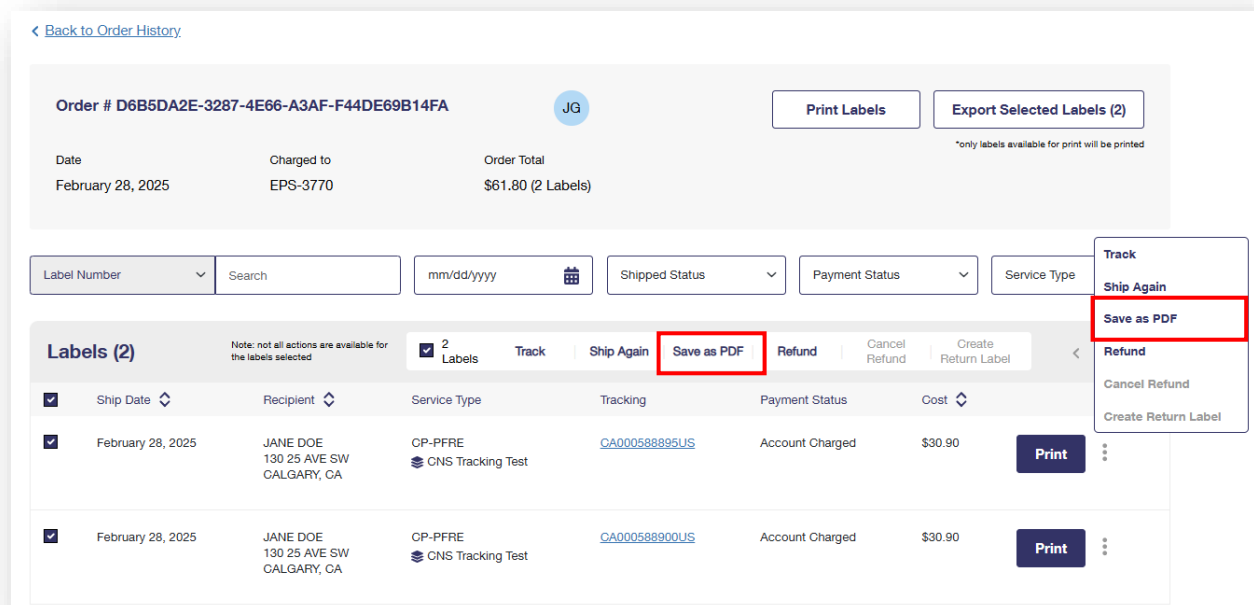 Back to Order History
Order # D6B5DA2E-3287-4E66-A3AF-F44DE69B14FA
JG
Print Labels
Export Selected Labels (2)
*only labels available for print will be printed
Date
Charged to
Order Total
February 28, 2025
EPS-3770
$61.80 (2 Labels)
Label Number
Search
mm/dd/yyyy
Shipped Status
Payment Status
Service Type
Track
Ship Again
Save as PDF
Refund
Cancel Refund
Create Return Label
Labels (2)
Note: not all actions are available for
the labels selected
2
Labels
Track
Ship Again
Save as PDF
Refund
Cancel
Refund
Create
Return Label
Ship Date
Recipient
Service Type
Tracking
Payment Status
Cost
February 28, 2025
JANE DOE
130 25 AVE SW
CALGARY, CA
CP-PFRE
CNS Tracking Test
CA000588895US
Account Charged
$30.90
Print
February 28, 2025
JANE DOE
130 25 AVE SW
CALGARY, CA
CP-PFRE
CNS Tracking Test
CA000588900US
Account Charged
$30.90
Print